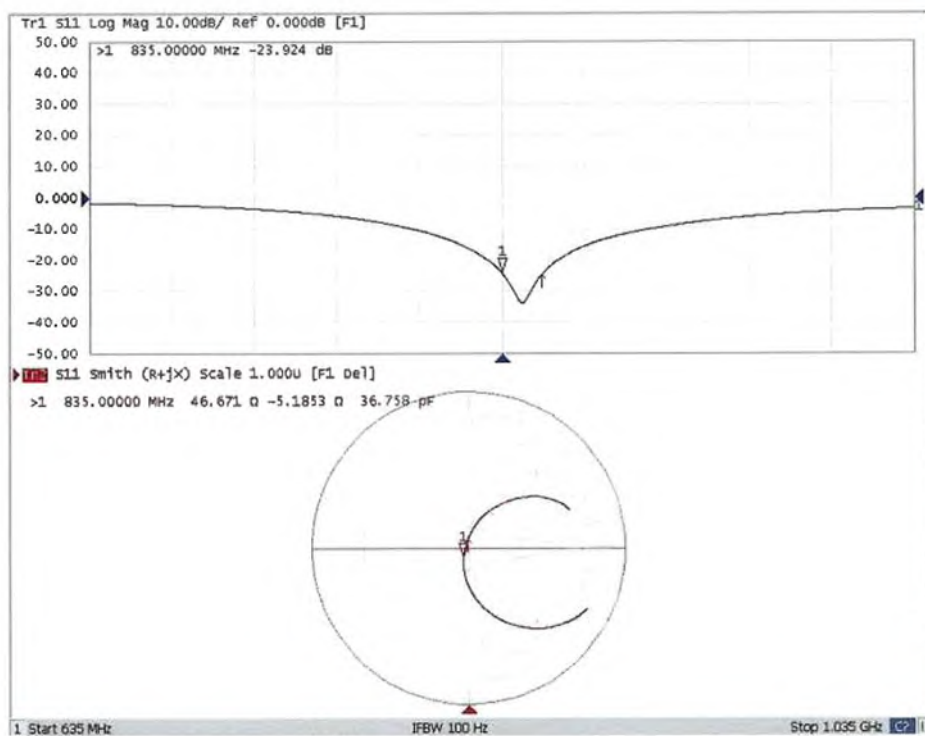 Tr1 S11 Log Mag 10.00dB/ Ref 0.000dB [F1]
50.00
>1 835.00000 MHz -23.924 dB
40.00
30.00
20.00
10.00
0.000
1
-10.00
1
-20.00
-30.00
-40.00
-50.00
S11 Smith (R+jX) Scale 1.000U [F1 Del]
>1 835.00000 MHz 46.671 Ω -5.1853 Ω 36.758 pF
1
1 Start 635 MHz IFBW 100 Hz Stop 1.035 GHz C?